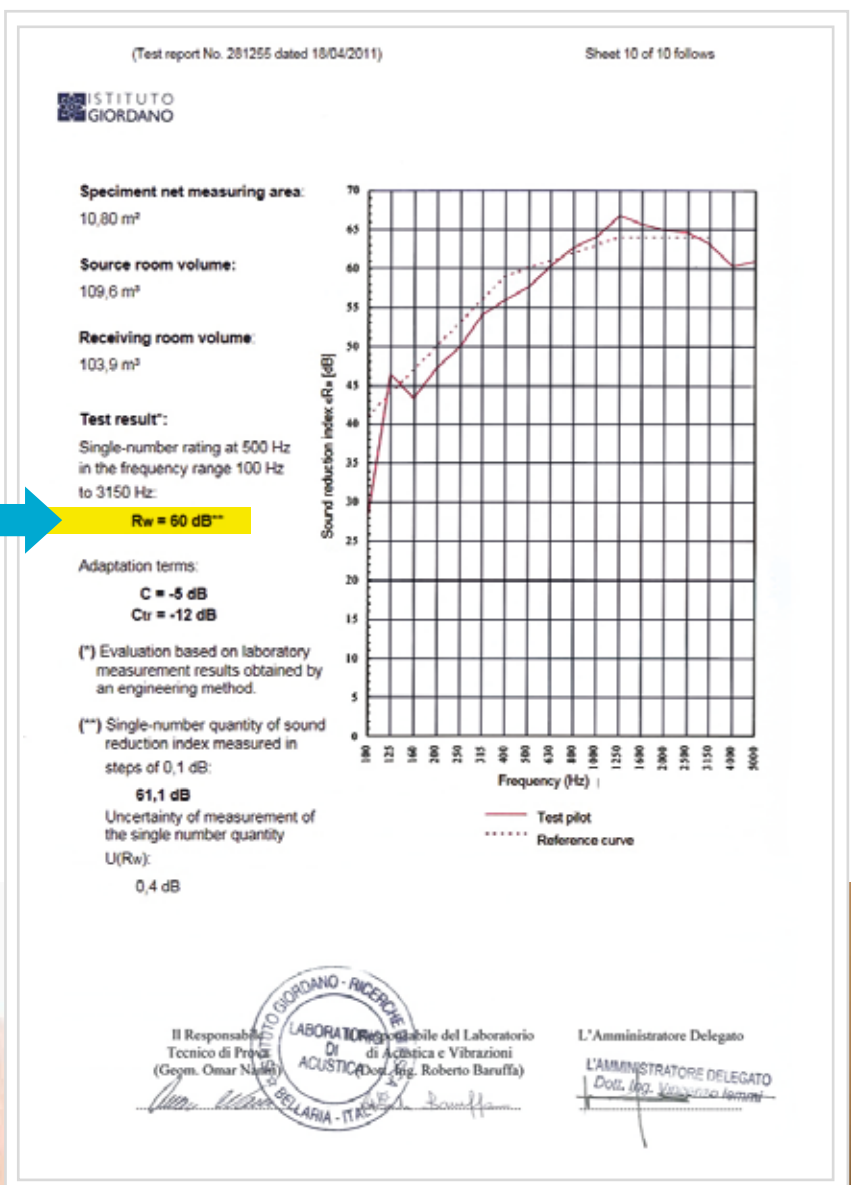 (Test report No. 281255 dated 18/04/2011)
Sheet 10 of 10 follows
ISTITUTO
GIORDANO
Speciment net measuring area:
10,80 m²
Source room volume:
109,6 m³
Receiving room volume:
103,9 m³
Test result*:
Single-number rating at 500 Hz
in the frequency range 100 Hz
to 3150 Hz:
Rw = 60 dB**
Adaptation terms:
C = -5 dB
Ctr = -12 dB
(*) Evaluation based on laboratory
measurement results obtained by
an engineering method.
(**) Single-number quantity of sound
reduction index measured in
steps of 0,1 dB:
61,1 dB
Uncertainty of measurement of
the single number quantity
U(Rw):
0,4 dB
Sound reduction index «R» [dB]
70
65
60
55
50
45
40
35
30
25
20
15
10
5
0
100 125 160 200 250 315 400 500 630 800 1000 1250 1600 2000 2500 3150 4000 5000
Frequency (Hz)
Test pilot
Reference curve
Il Responsabile
Tecnico di Prova
(Geom. Omar Nanni)
ISTITUTO GIORDANO - RICERCHE DI
BELLARIA - ITALY
LABORATORIO
DI
ACUSTICA
Responsabile del Laboratorio
di Acustica e Vibrazioni
(Dott. Ing. Roberto Baruffa)
L'Amministratore Delegato
L'AMMINISTRATORE DELEGATO
Dott. Ing. Vincenzo Iommi